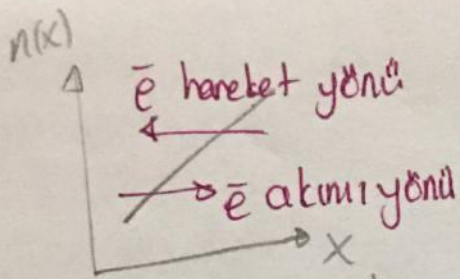 n(x)
ē hareket yönü
ē akımı yönü
x